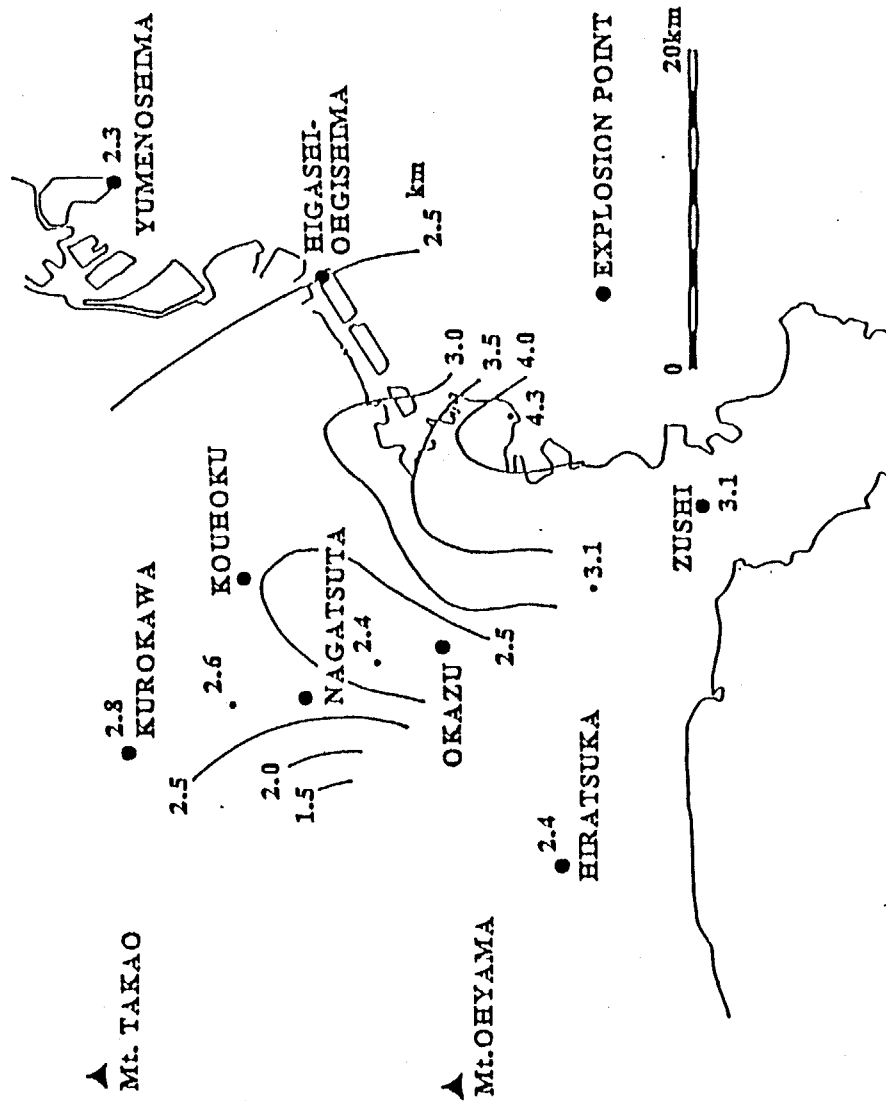 Mt. TAKAO
Mt.OHYAMA
2.8
KUROKAWA
2.6
KOUHOKU
NAGATSUTA
2.4
OKAZU
2.5
2.0
1.5
2.5
2.4
HIRATSUKA
2.3
YUMENOSHIMA
HIGASHI-
OHGISHIMA
2.5 km
3.0
3.5
4.0
4.3
3.1
ZUSHI
3.1
EXPLOSION POINT
0
20km